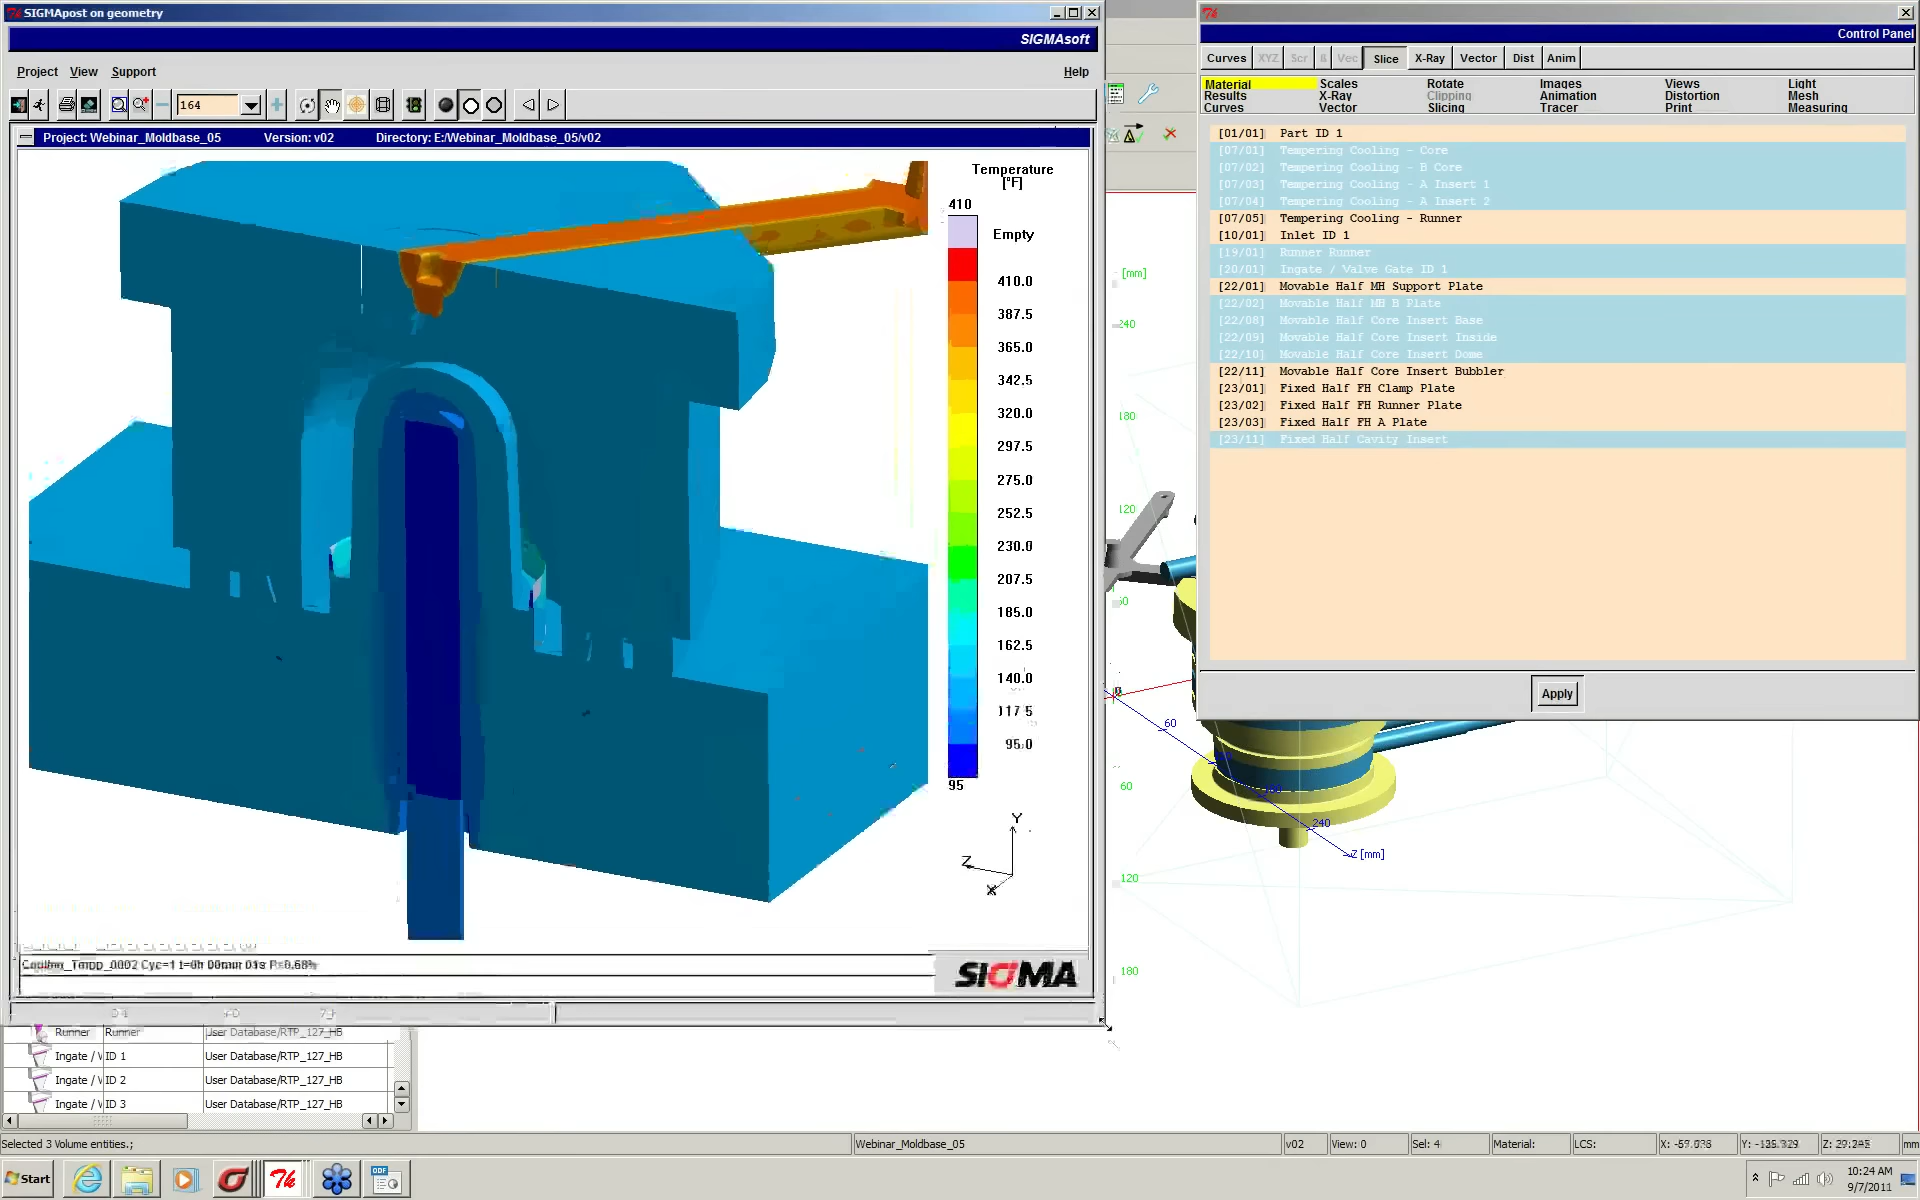 SIGMApost on geometry
SIGMAsoft
Project View Support Help
164
Project: Webinar_Moldbase_05 Version: v02 Directory: E:/Webinar_Moldbase_05/v02
Temperature
[°F]
410
Empty
410.0
387.5
365.0
342.5
320.0
297.5
275.0
252.5
230.0
207.5
185.0
162.5
140.0
117.5
95.0
95
Y
Z
X
SIGMA
Control Panel
Curves XYZ Scr Vec Slice X-Ray Vector Dist Anim
Material Scales Rotate Images Views Light
Results X-Ray Clipping Animation Distortion Mesh
Curves Vector Slicing Tracer Print Measuring
[01/01] Part ID 1
[07/01] Tempering Cooling - Core
[07/02] Tempering Cooling - B Core
[07/03] Tempering Cooling - A Insert 1
[07/04] Tempering Cooling - A Insert 2
[07/05] Tempering Cooling - Runner
[10/01] Inlet ID 1
[19/01] Runner Runner
[20/01] Ingate / Valve Gate ID 1
[22/01] Movable Half MH Support Plate
[22/02] Movable Half MH B Plate
[22/08] Movable Half Core Insert Base
[22/09] Movable Half Core Insert Inside
[22/10] Movable Half Core Insert Dome
[22/11] Movable Half Core Insert Bubbler
[23/01] Fixed Half FH Clamp Plate
[23/02] Fixed Half FH Runner Plate
[23/03] Fixed Half FH A Plate
[23/11] Fixed Half Cavity Insert
Apply
[mm]
240
180
120
60
60
120
180
60
240
Z [mm]
Runner Runner User Database/RTP_127_HB
Ingate / V ID 1 User Database/RTP_127_HB
Ingate / V ID 2 User Database/RTP_127_HB
Ingate / V ID 3 User Database/RTP_127_HB
Selected 3 Volume entities.; Webinar_Moldbase_05 v02 View: 0 Sel: 4 Material: LCS: X: Y: Z: mm
Start
10:24 AM
9/7/2011